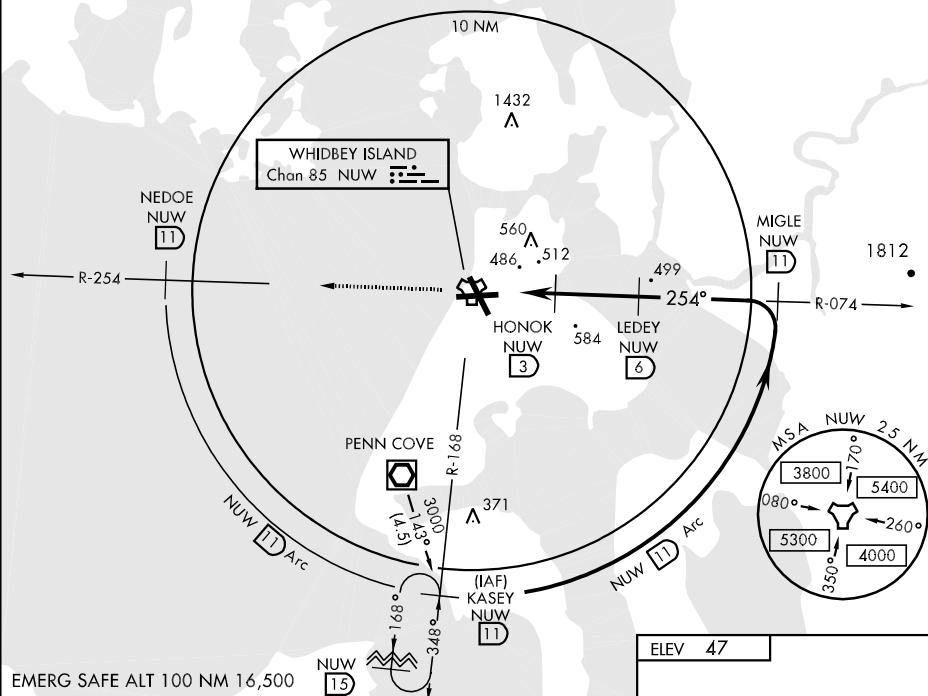 10 NM
1432
WHIDBEY ISLAND
Chan 85 NUW
NEDOE
NUW
11
R-254
560
486
512
499
MIGLE
NUW
11
1812
254°
R-074
HONOK
NUW
3
584
LEDEY
NUW
6
PENN COVE
R-168
3000
143°
(4.5)
371
NUW 11 Arc
NUW 11 Arc
(IAF)
KASEY
NUW
11
168°
348°
NUW
15
MSA NUW 25 NM
170°
3800
5400
080°
260°
5300
4000
350°
ELEV 47
EMERG SAFE ALT 100 NM 16,500